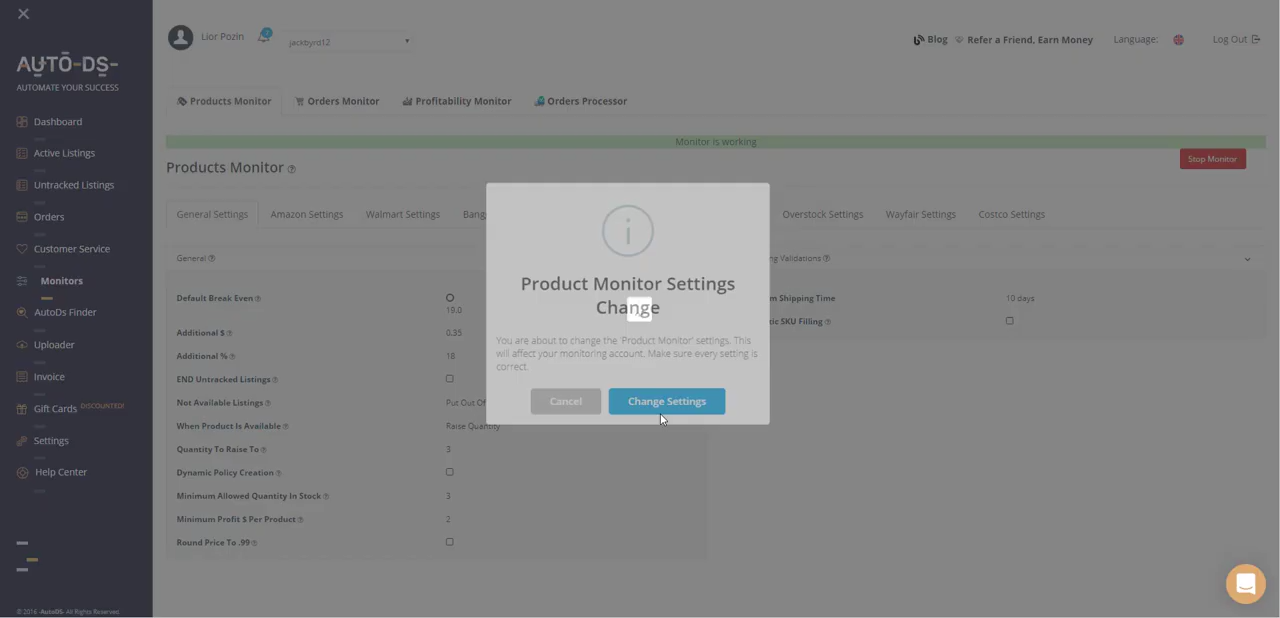 Lior Pozin
jackbyrd12
Blog
Refer a Friend, Earn Money
Language:
Log Out
AUTO-DS-
AUTOMATE YOUR SUCCESS
Dashboard
Active Listings
Untracked Listings
Orders
Customer Service
Monitors
AutoDs Finder
Uploader
Invoice
Gift Cards DISCOUNTED!
Settings
Help Center
© 2016 -AutoDS- All Rights Reserved.
Products Monitor
Orders Monitor
Profitability Monitor
Orders Processor
Monitor is working
Products Monitor
Stop Monitor
General Settings
Amazon Settings
Walmart Settings
Overstock Settings
Wayfair Settings
Costco Settings
General
Validations
Default Break Even
19.0
Shipping Time
10 days
Additional $
0.35
SKU Filling
Additional %
18
END Untracked Listings
Not Available Listings
Put Out Of
When Product Is Available
Raise Quantity
Quantity To Raise To
3
Dynamic Policy Creation
Minimum Allowed Quantity In Stock
3
Minimum Profit $ Per Product
2
Round Price To .99
Product Monitor Settings
Change
You are about to change the 'Product Monitor' settings. This
will affect your monitoring account. Make sure every setting is
correct.
Cancel
Change Settings